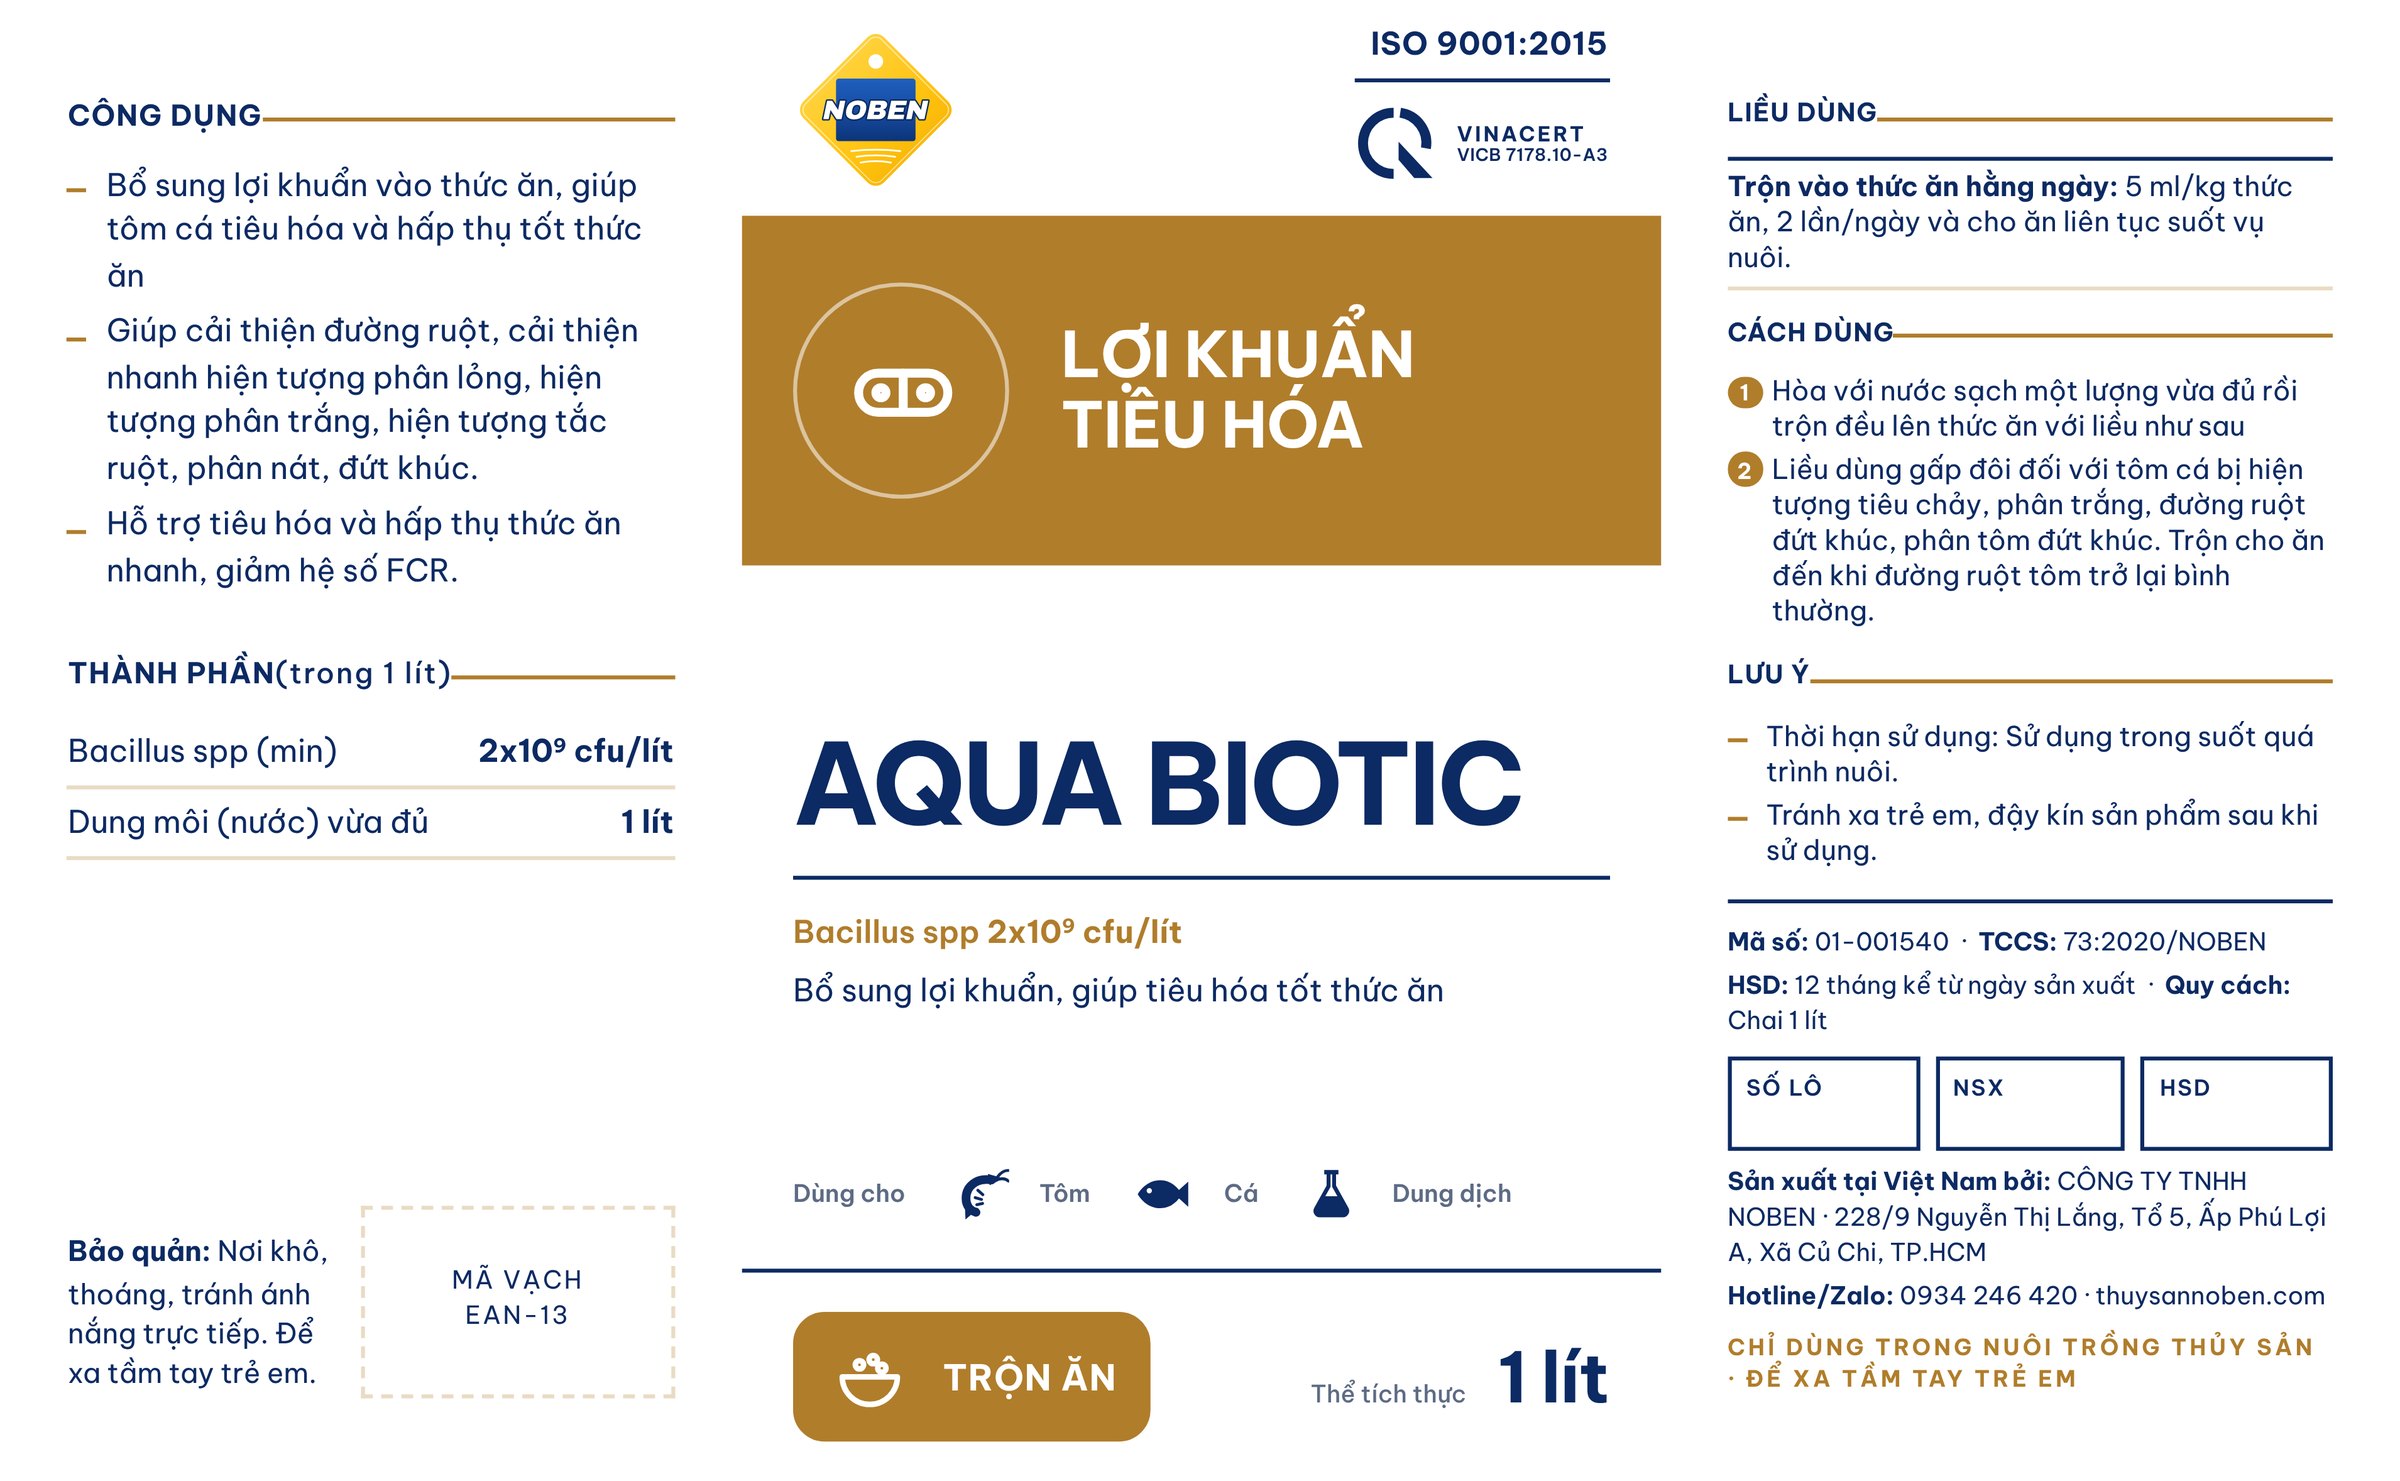 CÔNG DỤNG
Bổ sung lợi khuẩn vào thức ăn, giúp
tôm cá tiêu hóa và hấp thụ tốt thức
ăn
Giúp cải thiện đường ruột, cải thiện
nhanh hiện tượng phân lỏng, hiện
tượng phân trắng, hiện tượng tắc
ruột, phân nát, đứt khúc.
Hỗ trợ tiêu hóa và hấp thụ thức ăn
nhanh, giảm hệ số FCR.
THÀNH PHẦN(trong 1 lít)
Bacillus spp (min) 2x10⁹ cfu/lít
Dung môi (nước) vừa đủ 1 lít
Bảo quản: Nơi khô,
thoáng, tránh ánh
nắng trực tiếp. Để
xa tầm tay trẻ em.
MÃ VẠCH
EAN-13
NOBEN
ISO 9001:2015
VINACERT
VICB 7178.10-A3
LỢI KHUẨN
TIÊU HÓA
AQUA BIOTIC
Bacillus spp 2x10⁹ cfu/lít
Bổ sung lợi khuẩn, giúp tiêu hóa tốt thức ăn
Dùng cho Tôm Cá Dung dịch
TRỘN ĂN
Thể tích thực 1 lít
LIỀU DÙNG
Trộn vào thức ăn hằng ngày: 5 ml/kg thức
ăn, 2 lần/ngày và cho ăn liên tục suốt vụ
nuôi.
CÁCH DÙNG
1 Hòa với nước sạch một lượng vừa đủ rồi
trộn đều lên thức ăn với liều như sau
2 Liều dùng gấp đôi đối với tôm cá bị hiện
tượng tiêu chảy, phân trắng, đường ruột
đứt khúc, phân tôm đứt khúc. Trộn cho ăn
đến khi đường ruột tôm trở lại bình
thường.
LƯU Ý
Thời hạn sử dụng: Sử dụng trong suốt quá
trình nuôi.
Tránh xa trẻ em, đậy kín sản phẩm sau khi
sử dụng.
Mã số: 01-001540 · TCCS: 73:2020/NOBEN
HSD: 12 tháng kể từ ngày sản xuất · Quy cách:
Chai 1 lít
SỐ LÔ NSX HSD
Sản xuất tại Việt Nam bởi: CÔNG TY TNHH
NOBEN · 228/9 Nguyễn Thị Lắng, Tổ 5, Ấp Phú Lợi
A, Xã Củ Chi, TP.HCM
Hotline/Zalo: 0934 246 420 · thuysannoben.com
CHỈ DÙNG TRONG NUÔI TRỒNG THỦY SẢN
· ĐỂ XA TẦM TAY TRẺ EM